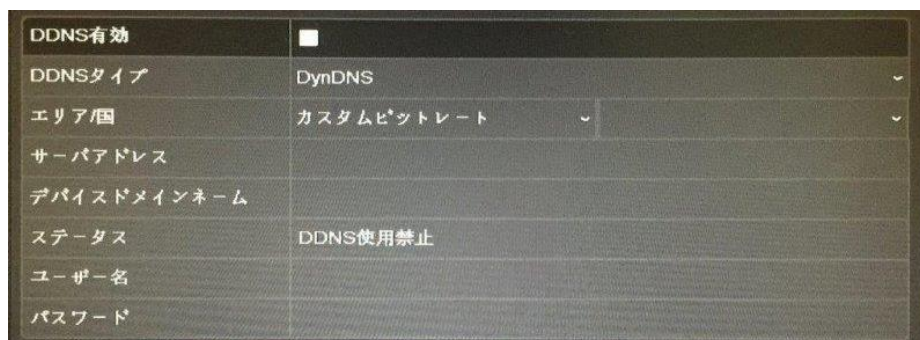 DDNS有効
DDNSタイプ DynDNS
エリア/国 カスタムビットレート
サーバアドレス
デバイスドメインネーム
ステータス DDNS使用禁止
ユーザー名
パスワード